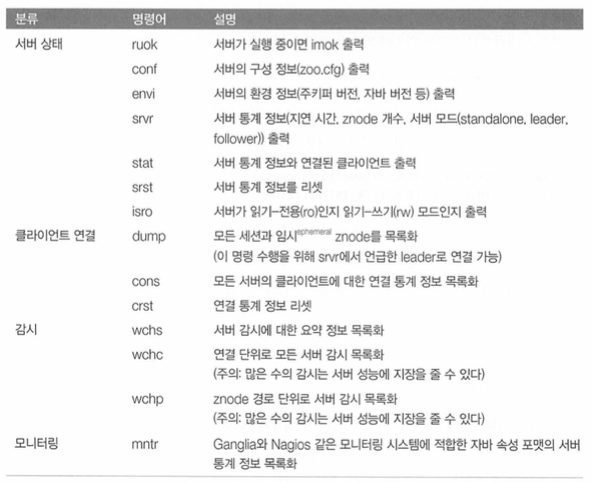 분류 명령어 설명
서버 상태 ruok 서버가 실행 중이면 imok 출력
conf 서버의 구성 정보(zoo.cfg) 출력
envi 서버의 환경 정보(주키퍼 버전, 자바 버전 등) 출력
srvr 서버 통계 정보(지연 시간, znode 개수, 서버 모드(standalone, leader,
follower)) 출력
stat 서버 통계 정보와 연결된 클라이언트 출력
srst 서버 통계 정보를 리셋
isro 서버가 읽기-전용(ro)인지 읽기-쓰기(rw) 모드인지 출력
클라이언트 연결 dump 모든 세션과 임시ephemeral znode를 목록화
(이 명령 수행을 위해 srvr에서 언급한 leader로 연결 가능)
cons 모든 서버의 클라이언트에 대한 연결 통계 정보 목록화
crst 연결 통계 정보 리셋
감시 wchs 서버 감시에 대한 요약 정보 목록화
wchc 연결 단위로 모든 서버 감시 목록화
(주의: 많은 수의 감시는 서버 성능에 지장을 줄 수 있다)
wchp znode 경로 단위로 서버 감시 목록화
(주의: 많은 수의 감시는 서버 성능에 지장을 줄 수 있다)
모니터링 mntr Ganglia와 Nagios 같은 모니터링 시스템에 적합한 자바 속성 포맷의 서버
통계 정보 목록화